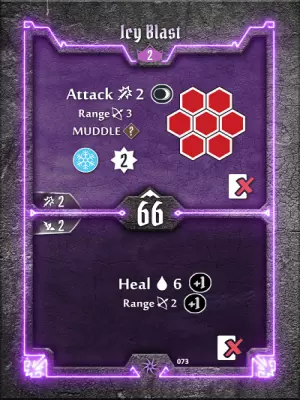 Icy Blast
2
Attack 2
Range 3
MUDDLE ?
2
2
66
2
Heal 6 +1
Range 2 +1
073